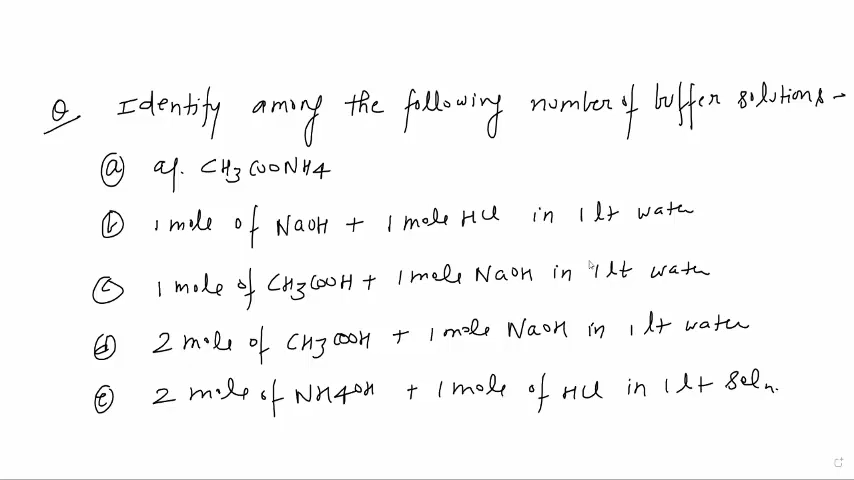 Q Identify among the following number of buffer solutions -
(a) aq. CH3COONH4
(b) 1 mole of NaOH + 1 mole HCl in 1 lt water
(c) 1 mole of CH3COOH + 1 mole NaOH in 1 lt water
(d) 2 mole of CH3COOH + 1 mole NaOH in 1 lt water
(e) 2 mole of NH4OH + 1 mole of HCl in 1 lt soln.